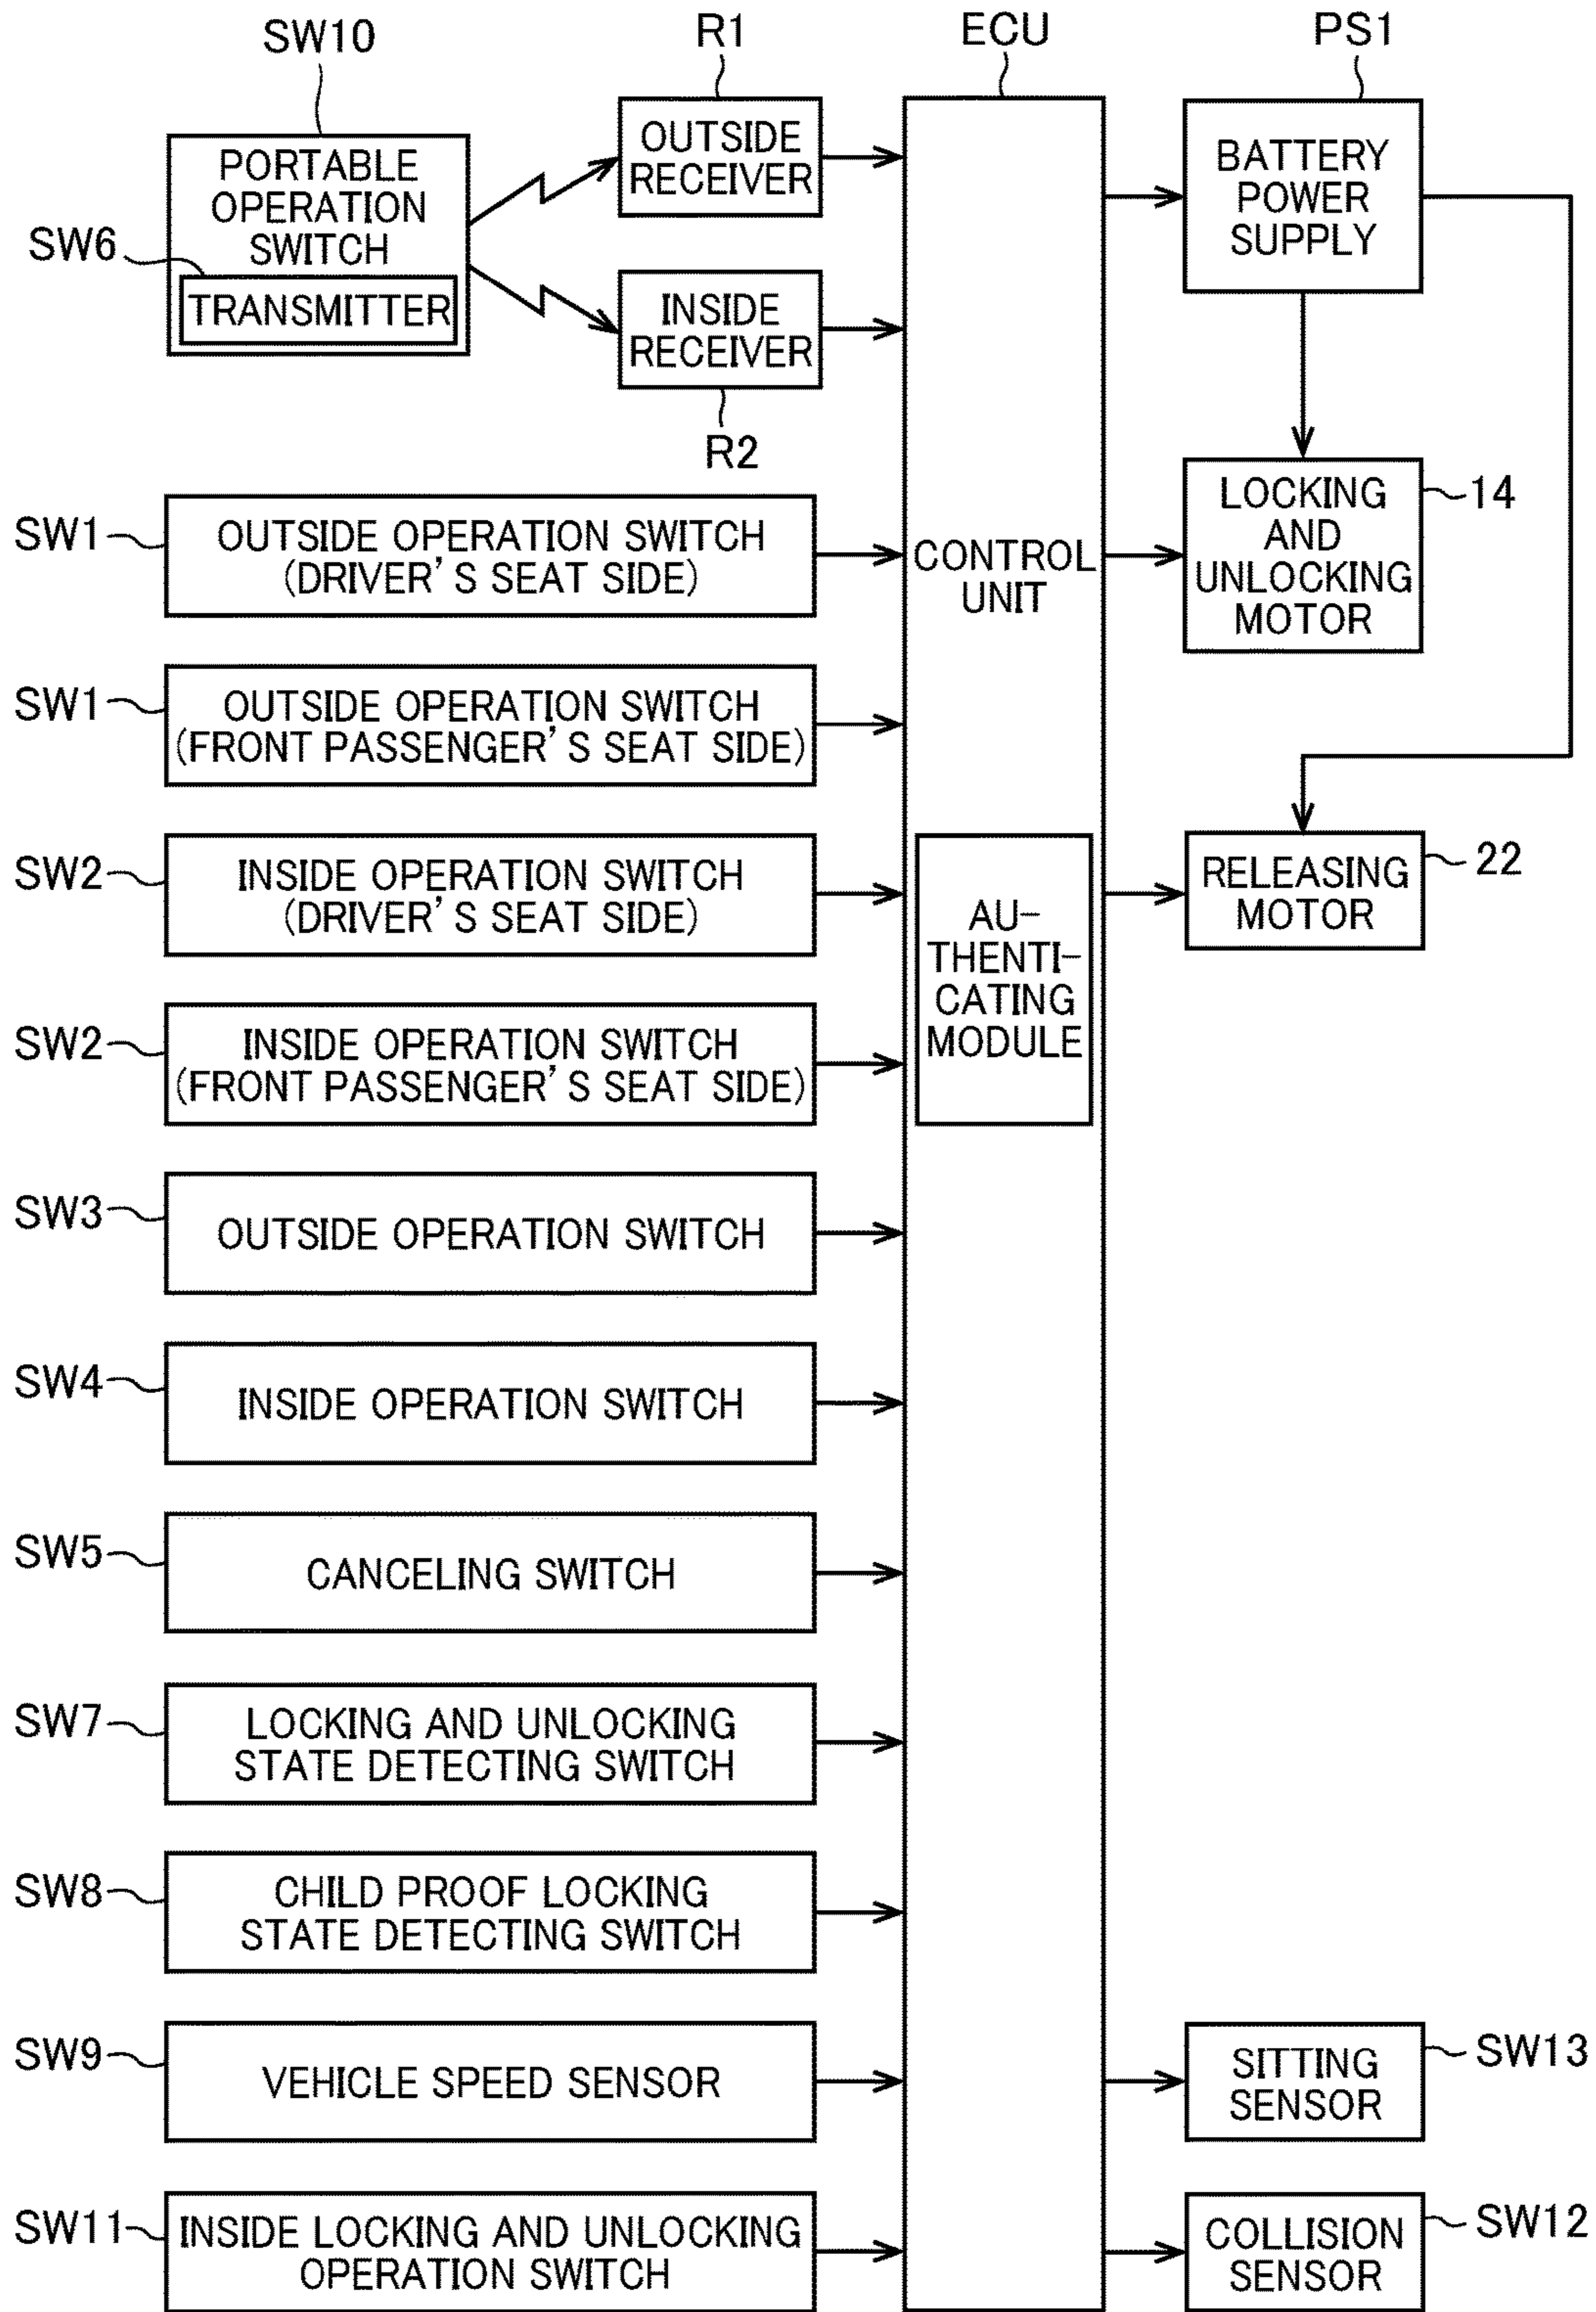 SW10
R1
ECU
PS1
PORTABLE
OPERATION
SWITCH
SW6
TRANSMITTER
OUTSIDE
RECEIVER
INSIDE
RECEIVER
R2
BATTERY
POWER
SUPPLY
SW1
OUTSIDE OPERATION SWITCH
(DRIVER'S SEAT SIDE)
CONTROL
UNIT
LOCKING
AND
UNLOCKING
MOTOR
14
SW1
OUTSIDE OPERATION SWITCH
(FRONT PASSENGER'S SEAT SIDE)
SW2
INSIDE OPERATION SWITCH
(DRIVER'S SEAT SIDE)
AU-
THENTI-
CATING
MODULE
RELEASING
MOTOR
22
SW2
INSIDE OPERATION SWITCH
(FRONT PASSENGER'S SEAT SIDE)
SW3
OUTSIDE OPERATION SWITCH
SW4
INSIDE OPERATION SWITCH
SW5
CANCELING SWITCH
SW7
LOCKING AND UNLOCKING
STATE DETECTING SWITCH
SW8
CHILD PROOF LOCKING
STATE DETECTING SWITCH
SW9
VEHICLE SPEED SENSOR
SITTING
SENSOR
SW13
SW11
INSIDE LOCKING AND UNLOCKING
OPERATION SWITCH
COLLISION
SENSOR
SW12